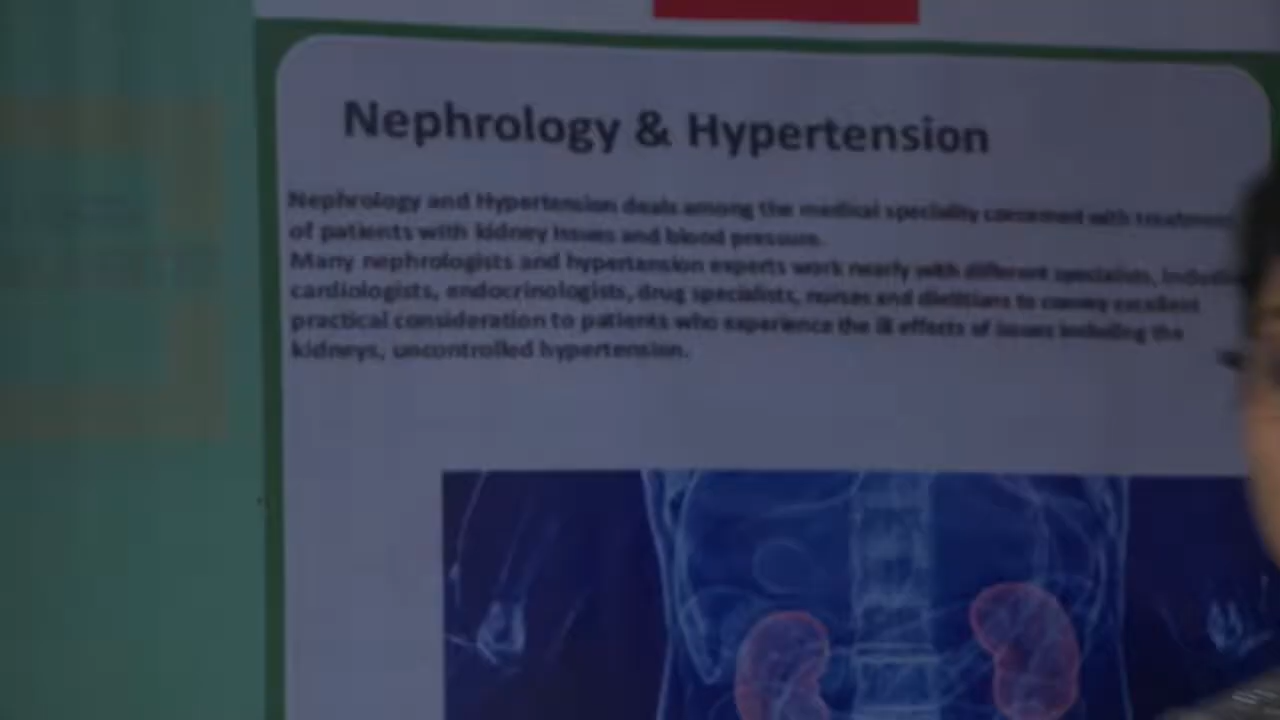 Nephrology & Hypertension
Nephrology and Hypertension deals among the medical speciality concerned with
of patients with kidney issues and blood pressure.
Many nephrologists and hypertension experts work nearly with different specialists,
cardiologists, endocrinologists, drug specialists, nurses and dietitians to convey excellent
practical consideration to patients who experience the ill effects of issues including the
kidneys, uncontrolled hypertension.